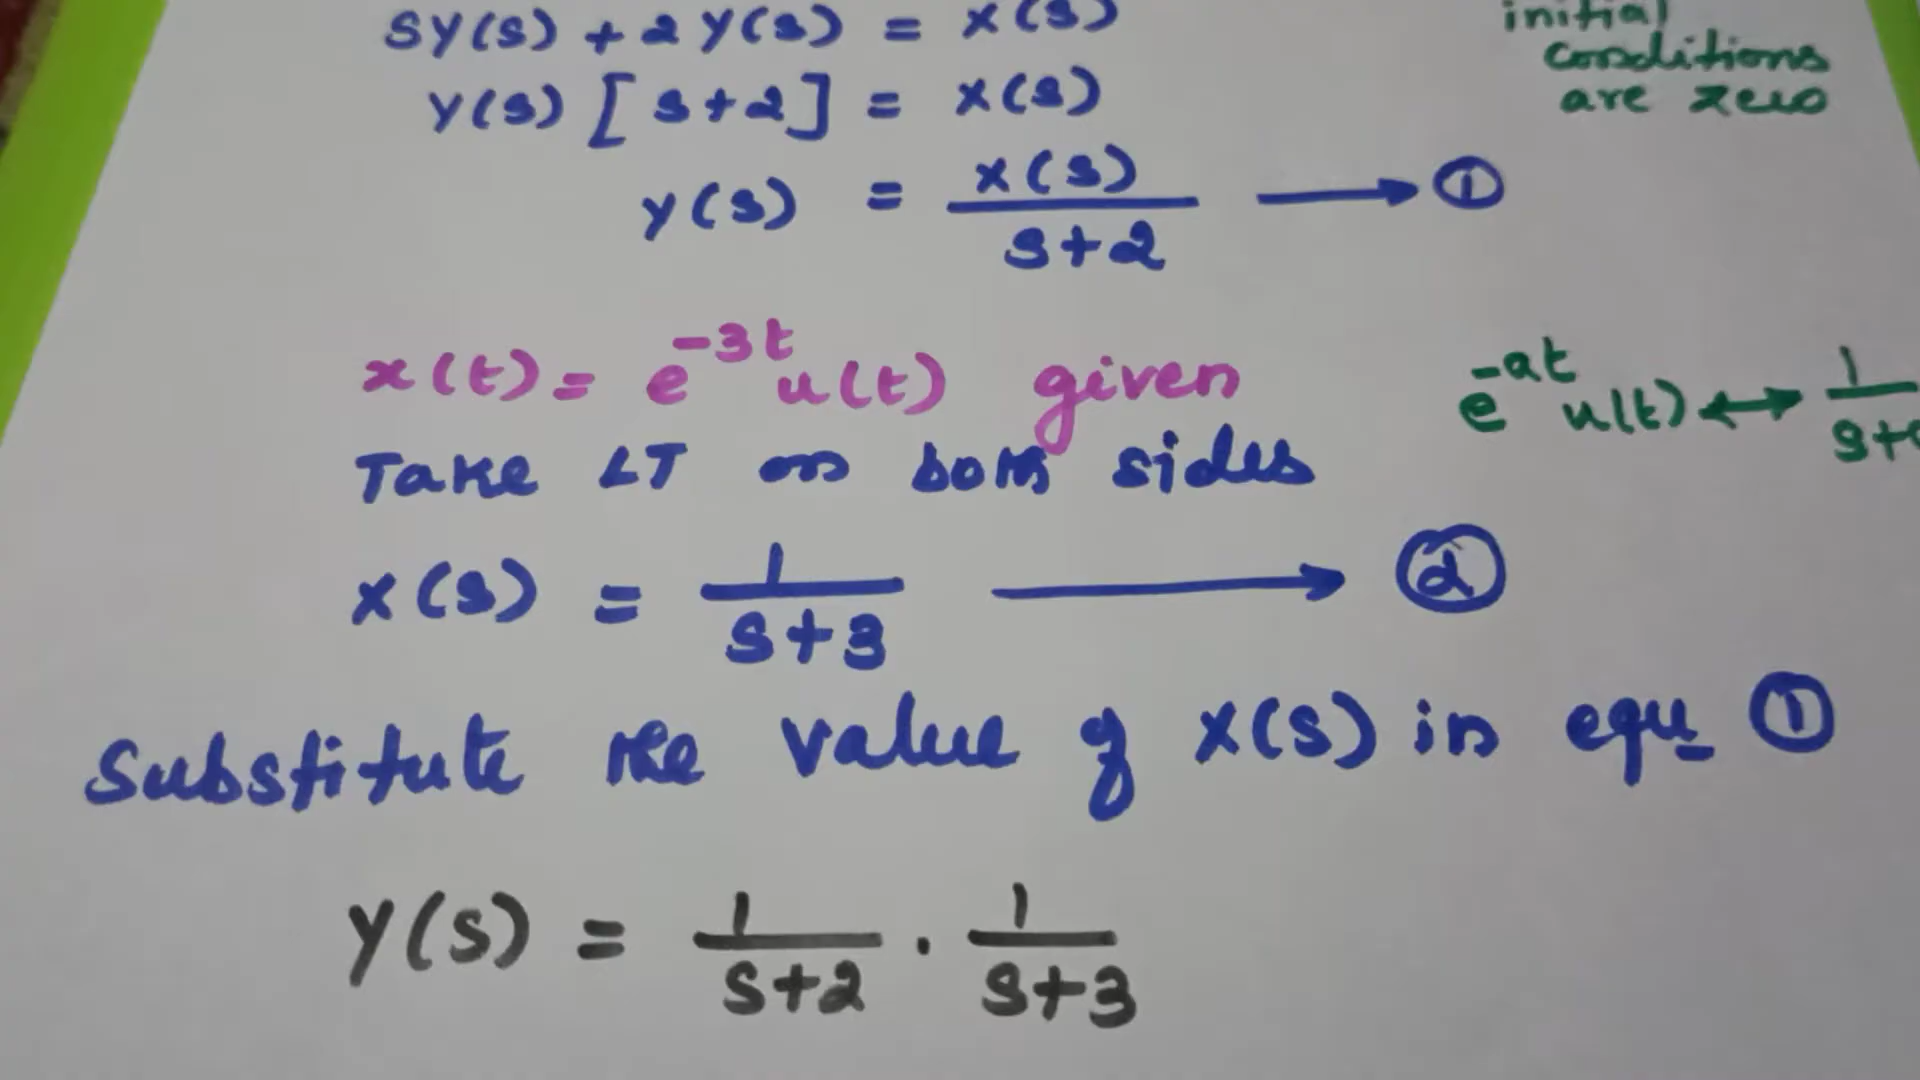 SY(s) + 2 Y(s) = X(s)
initial
conditions
are zero
Y(s) [s+2] = X(s)
Y(s) = X(s)/s+2 → ①
x(t) = e^-3t u(t) given
e^-at u(t) ↔ 1/s+
Take LT on both sides
X(s) = 1/s+3 → ②
Substitute the value of X(s) in equ ①
Y(s) = 1/s+2 . 1/s+3